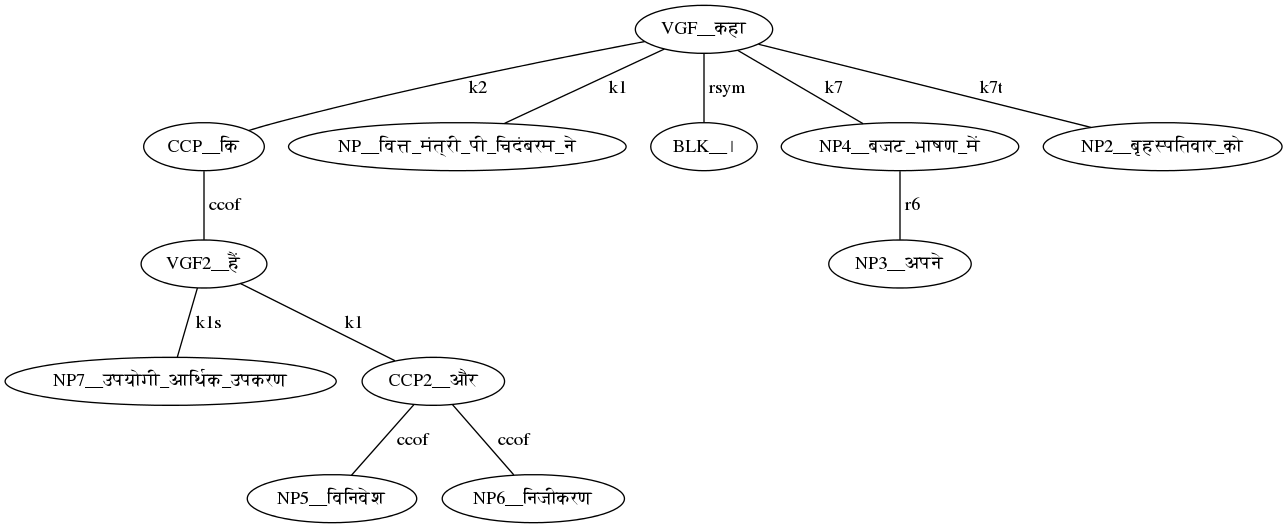 VGF__कहा
k2 k1 rsym k7 k7t
CCP__कि NP__वित्त_मंत्री_पी_चिदंबरम_ने BLK__। NP4__बजट_भाषण_में NP2__बृहस्पतिवार_को
ccof r6
VGF2__हैं NP3__अपने
k1s k1
NP7__उपयोगी_आर्थिक_उपकरण CCP2__और
ccof ccof
NP5__विनिवेश NP6__निजीकरण